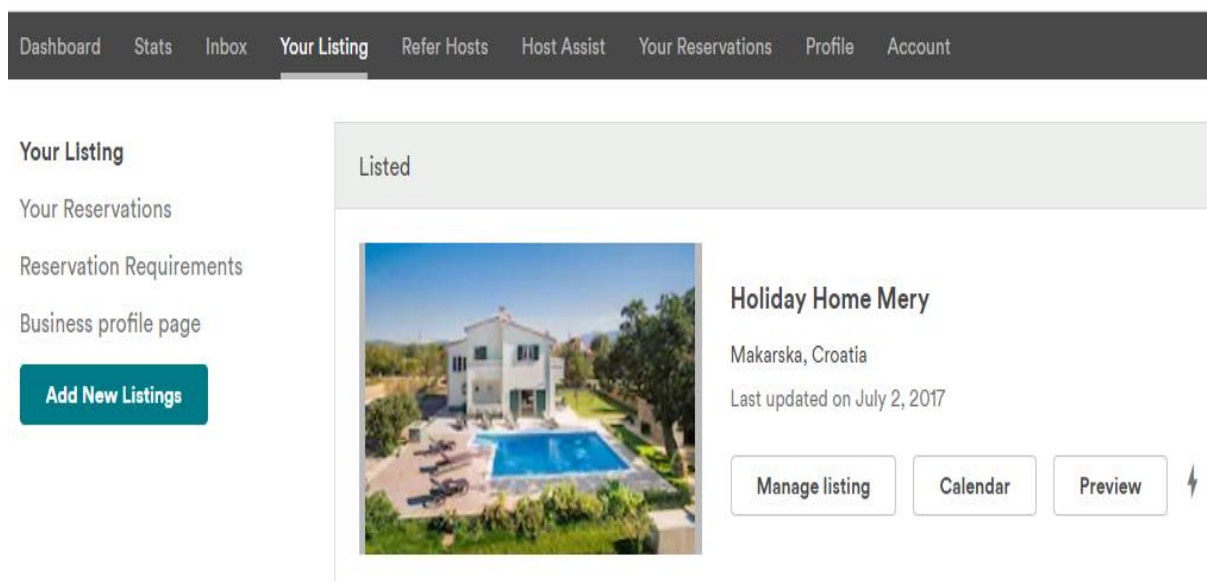 Dashboard Stats Inbox Your Listing Refer Hosts Host Assist Your Reservations Profile Account
Your Listing
Your Reservations
Reservation Requirements
Business profile page
Add New Listings
Listed
Holiday Home Mery
Makarska, Croatia
Last updated on July 2, 2017
Manage listing Calendar Preview